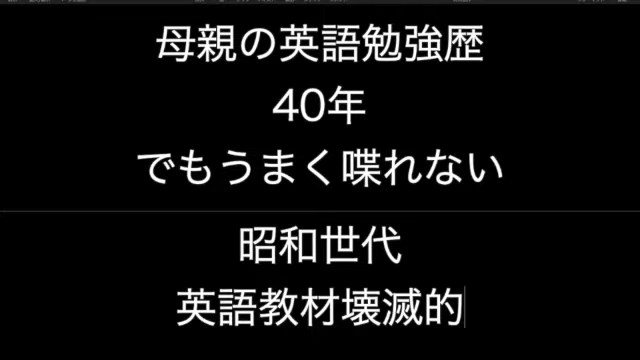 母親の英語勉強歴
40年
でもうまく喋れない
昭和世代
英語教材壊滅的